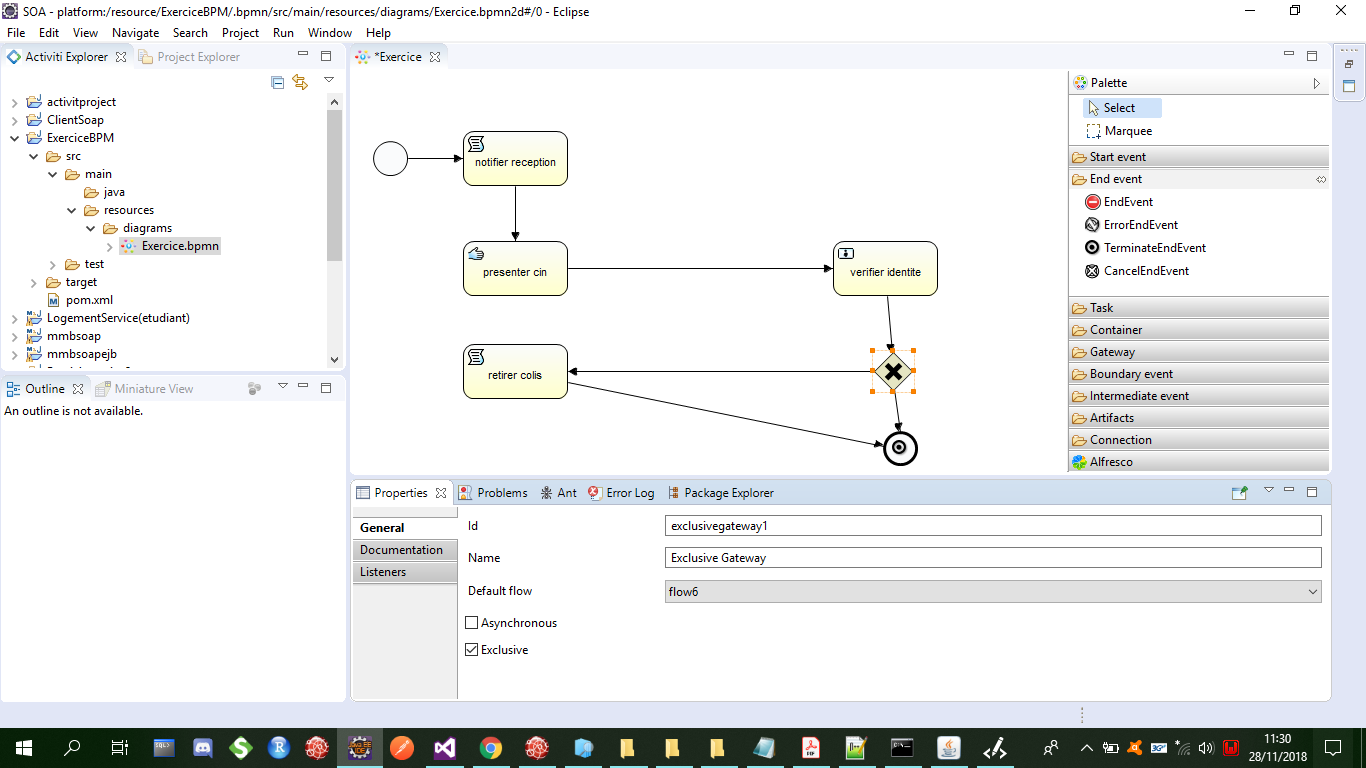 SOA - platform:/resource/ExerciceBPM/.bpmn/src/main/resources/diagrams/Exercice.bpmn2d#/0 - Eclipse
File Edit View Navigate Search Project Run Window Help
Activiti Explorer Project Explorer
activitproject
ClientSoap
ExerciceBPM
src
main
java
resources
diagrams
Exercice.bpmn
test
target
pom.xml
LogementService(etudiant)
mmbsoap
mmbsoapejb
Outline Miniature View
An outline is not available.
*Exercice
notifier reception
presenter cin
verifier identite
retirer colis
Palette
Select
Marquee
Start event
End event
EndEvent
ErrorEndEvent
TerminateEndEvent
CancelEndEvent
Task
Container
Gateway
Boundary event
Intermediate event
Artifacts
Connection
Alfresco
Properties Problems Ant Error Log Package Explorer
General
Documentation
Listeners
Id exclusivegateway1
Name Exclusive Gateway
Default flow flow6
Asynchronous
Exclusive
11:30
28/11/2018